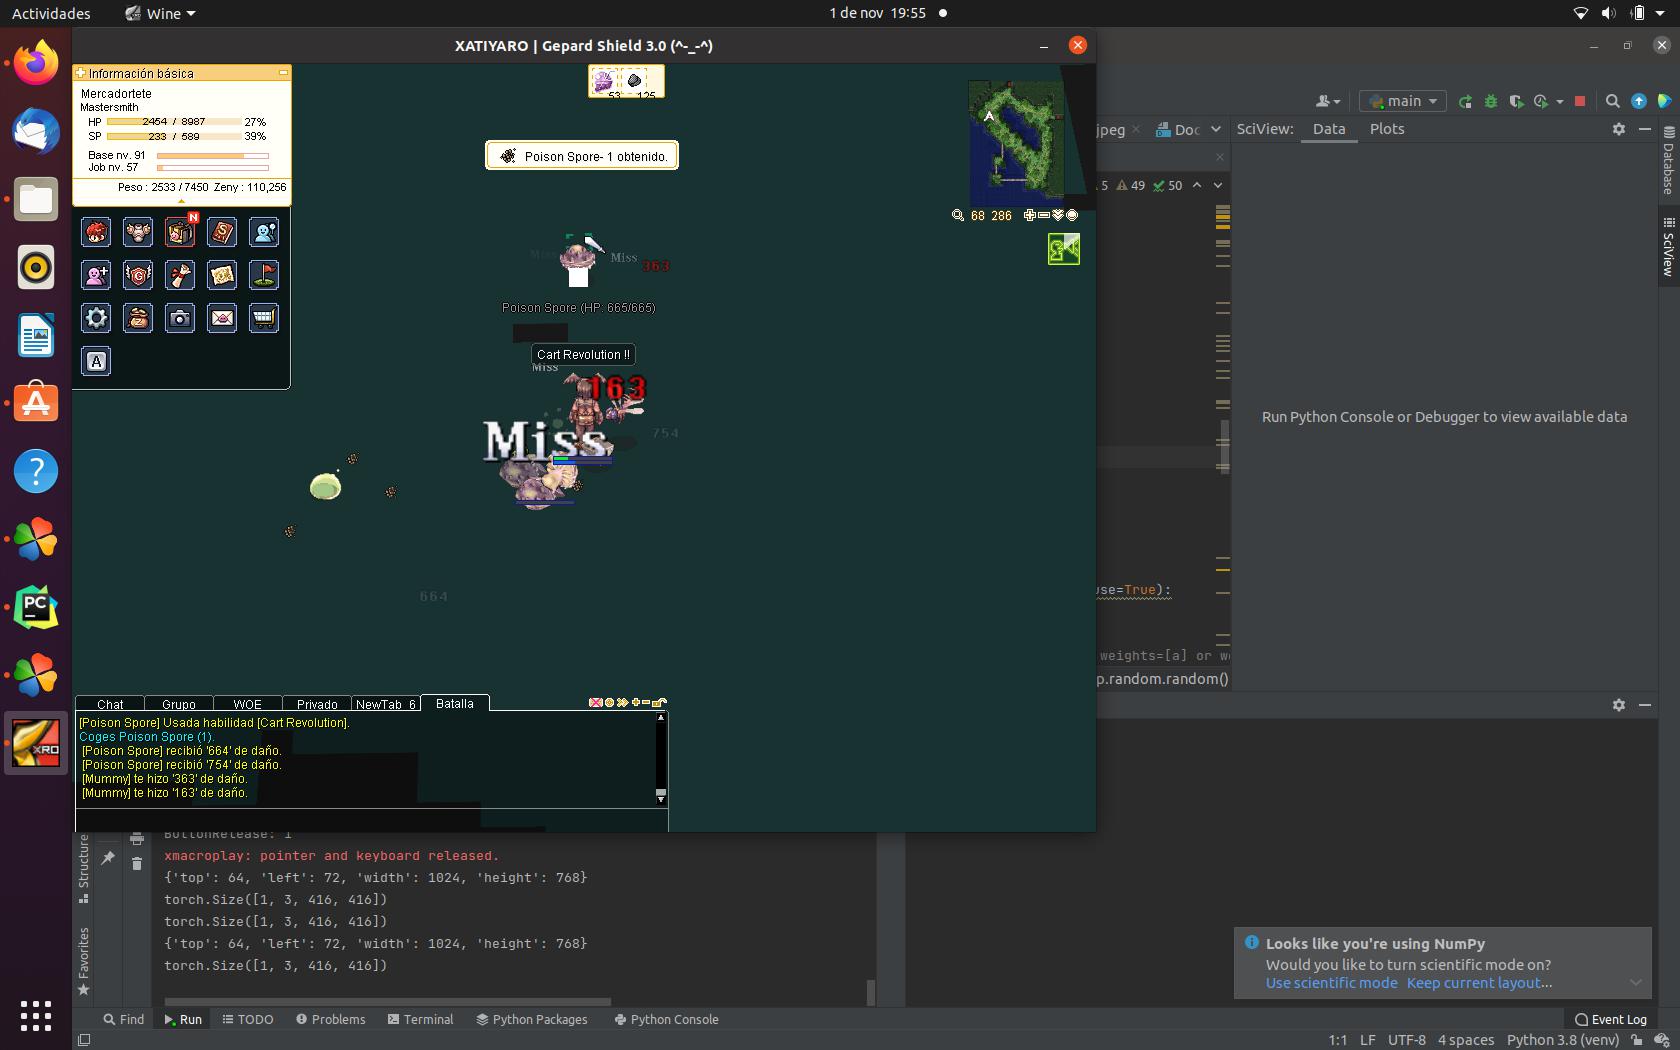 Actividades
Wine
1 de nov 19:55
XATIYARO | Gepard Shield 3.0 (^-_-^)
Información básica
Mercadortete
Mastersmith
HP 2454 / 8987 27%
SP 233 / 589 39%
Base nv. 91
Job nv. 57
Peso : 2533 / 7450 Zeny : 110,256
N
A
53 125
Poison Spore- 1 obtenido.
68 286
Miss
Miss
363
Poison Spore (HP: 665/665)
Cart Revolution !!
Miss
163
Miss
754
664
Chat
Grupo
WOE
Privado
NewTab_6
Batalla
[Poison Spore] Usada habilidad [Cart Revolution].
Coges Poison Spore (1).
[Poison Spore] recibió '664' de daño.
[Poison Spore] recibió '754' de daño.
[Mummy] te hizo '363' de daño.
[Mummy] te hizo '163' de daño.
main
jpeg
Doc
SciView:
Data
Plots
5 49 50
Database
SciView
Run Python Console or Debugger to view available data
use=True):
weights=[a] or we
p.random.random()
PC
XRO
Structure
Favorites
ButtonRelease: 1
xmacroplay: pointer and keyboard released.
{'top': 64, 'left': 72, 'width': 1024, 'height': 768}
torch.Size([1, 3, 416, 416])
torch.Size([1, 3, 416, 416])
{'top': 64, 'left': 72, 'width': 1024, 'height': 768}
torch.Size([1, 3, 416, 416])
Looks like you're using NumPy
Would you like to turn scientific mode on?
Use scientific mode Keep current layout...
Find
Run
TODO
Problems
Terminal
Python Packages
Python Console
Event Log
1:1 LF UTF-8 4 spaces Python 3.8 (venv)